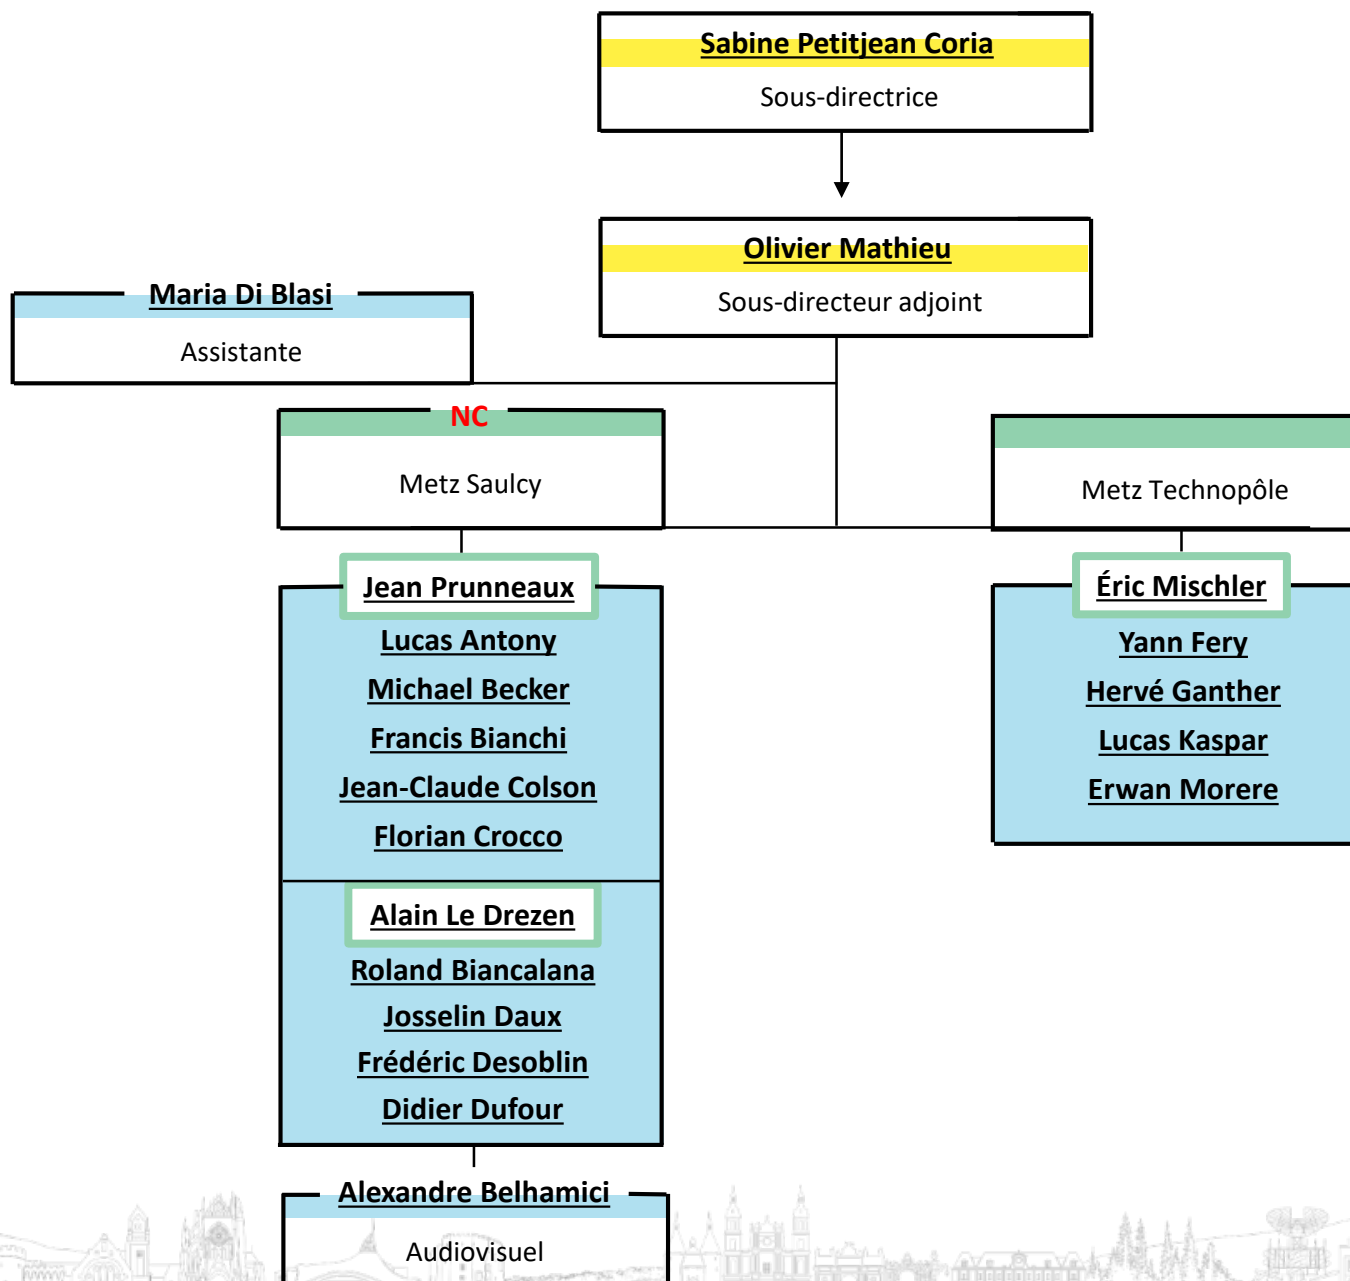 Sabine Petitjean Coria
Sous-directrice
Olivier Mathieu
Sous-directeur adjoint
Maria Di Blasi
Assistante
NC
Metz Saulcy
Jean Prunneaux
Lucas Antony
Michael Becker
Francis Bianchi
Jean-Claude Colson
Florian Crocco
Alain Le Drezen
Roland Biancalana
Josselin Daux
Frédéric Desoblin
Didier Dufour
Alexandre Belhamici
Audiovisuel
Metz Technopôle
Éric Mischler
Yann Fery
Hervé Ganther
Lucas Kaspar
Erwan Morere